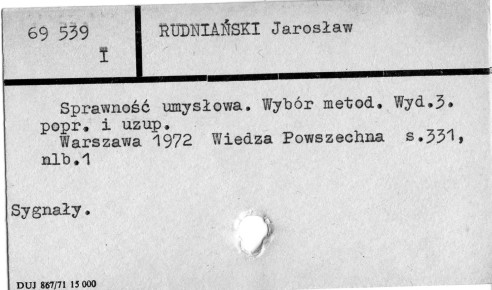 69 539
I
RUDNIAŃSKI Jarosław
Sprawność umysłowa. Wybór metod. Wyd.3.
popr. i uzup.
Warszawa 1972 Wiedza Powszechna s.331,
nlb.1
Sygnały.
DUJ 867/71 15 000